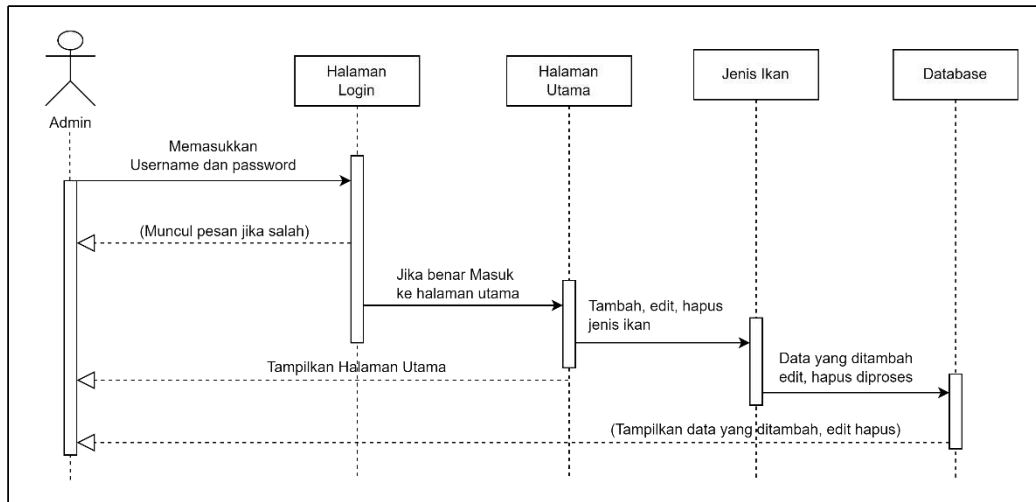 Halaman
Login
Halaman
Utama
Jenis Ikan
Database
Admin
Memasukkan
Username dan password
(Muncul pesan jika salah)
Jika benar Masuk
ke halaman utama
Tambah, edit, hapus
jenis ikan
Tampilkan Halaman Utama
Data yang ditambah
edit, hapus diproses
(Tampilkan data yang ditambah, edit hapus)